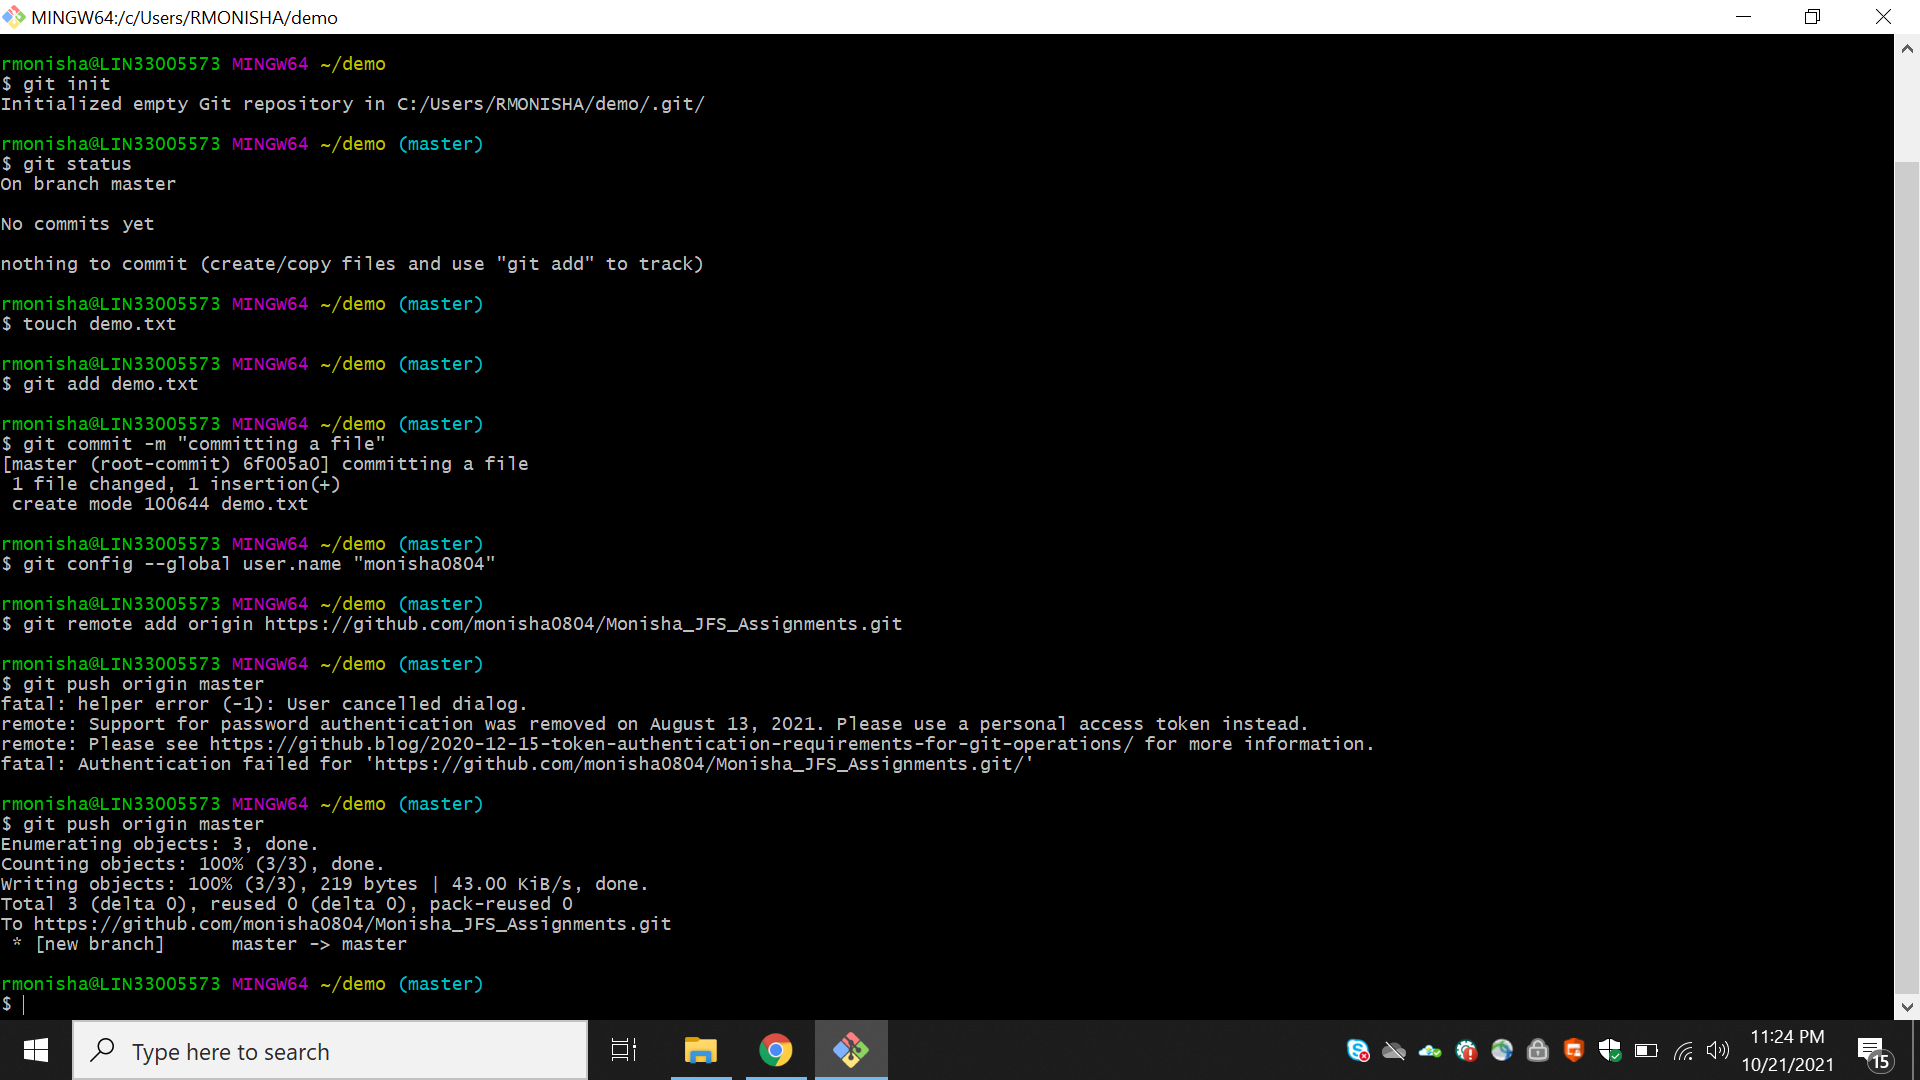 MINGW64:/c/Users/RMONISHA/demo
rmonisha@LIN33005573 MINGW64 ~/demo
$ git init
Initialized empty Git repository in C:/Users/RMONISHA/demo/.git/
rmonisha@LIN33005573 MINGW64 ~/demo (master)
$ git status
On branch master
No commits yet
nothing to commit (create/copy files and use "git add" to track)
rmonisha@LIN33005573 MINGW64 ~/demo (master)
$ touch demo.txt
rmonisha@LIN33005573 MINGW64 ~/demo (master)
$ git add demo.txt
rmonisha@LIN33005573 MINGW64 ~/demo (master)
$ git commit -m "committing a file"
[master (root-commit) 6f005a0] committing a file
 1 file changed, 1 insertion(+)
 create mode 100644 demo.txt
rmonisha@LIN33005573 MINGW64 ~/demo (master)
$ git config --global user.name "monisha0804"
rmonisha@LIN33005573 MINGW64 ~/demo (master)
$ git remote add origin https://github.com/monisha0804/Monisha_JFS_Assignments.git
rmonisha@LIN33005573 MINGW64 ~/demo (master)
$ git push origin master
fatal: helper error (-1): User cancelled dialog.
remote: Support for password authentication was removed on August 13, 2021. Please use a personal access token instead.
remote: Please see https://github.blog/2020-12-15-token-authentication-requirements-for-git-operations/ for more information.
fatal: Authentication failed for 'https://github.com/monisha0804/Monisha_JFS_Assignments.git/'
rmonisha@LIN33005573 MINGW64 ~/demo (master)
$ git push origin master
Enumerating objects: 3, done.
Counting objects: 100% (3/3), done.
Writing objects: 100% (3/3), 219 bytes | 43.00 KiB/s, done.
Total 3 (delta 0), reused 0 (delta 0), pack-reused 0
To https://github.com/monisha0804/Monisha_JFS_Assignments.git
 * [new branch]      master -> master
rmonisha@LIN33005573 MINGW64 ~/demo (master)
$
Type here to search
11:24 PM
10/21/2021
15